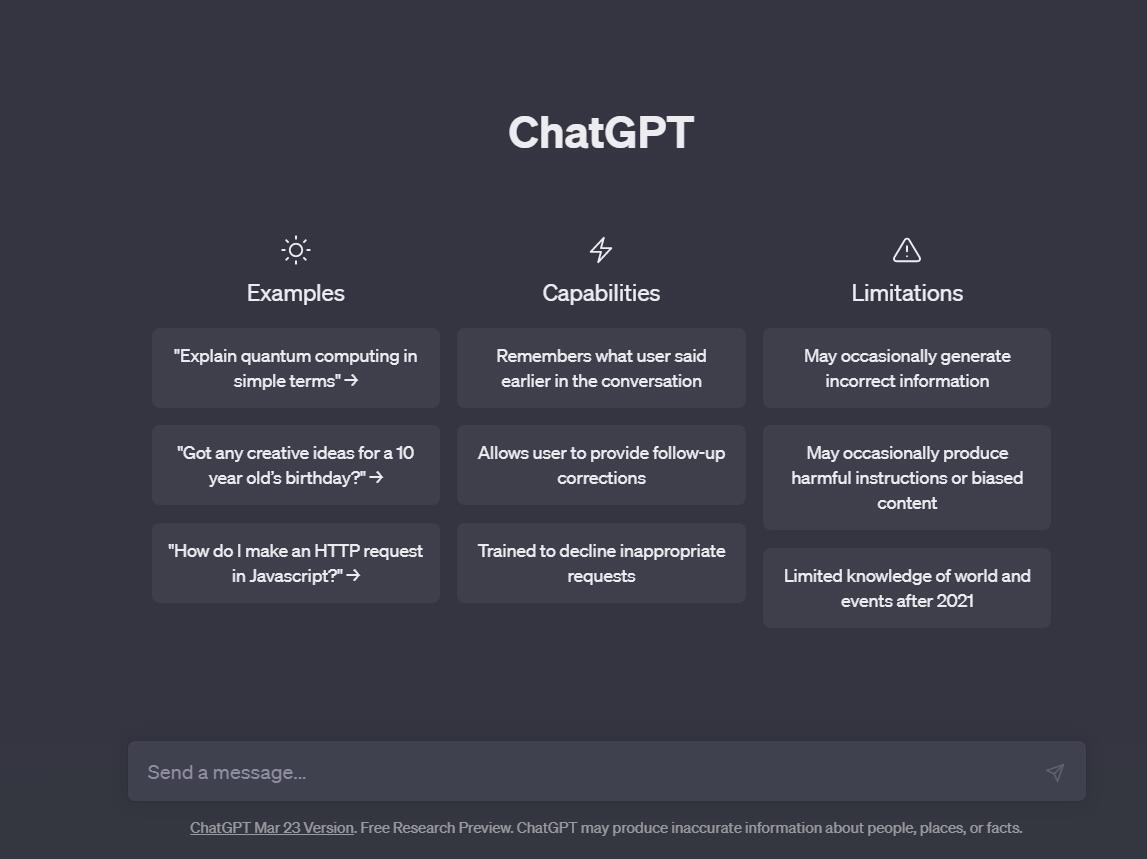 ChatGPT
Examples
"Explain quantum computing in
simple terms" →
"Got any creative ideas for a 10
year old’s birthday?" →
"How do I make an HTTP request
in Javascript?" →
Capabilities
Remembers what user said
earlier in the conversation
Allows user to provide follow-up
corrections
Trained to decline inappropriate
requests
Limitations
May occasionally generate
incorrect information
May occasionally produce
harmful instructions or biased
content
Limited knowledge of world and
events after 2021
Send a message...
ChatGPT Mar 23 Version. Free Research Preview. ChatGPT may produce inaccurate information about people, places, or facts.